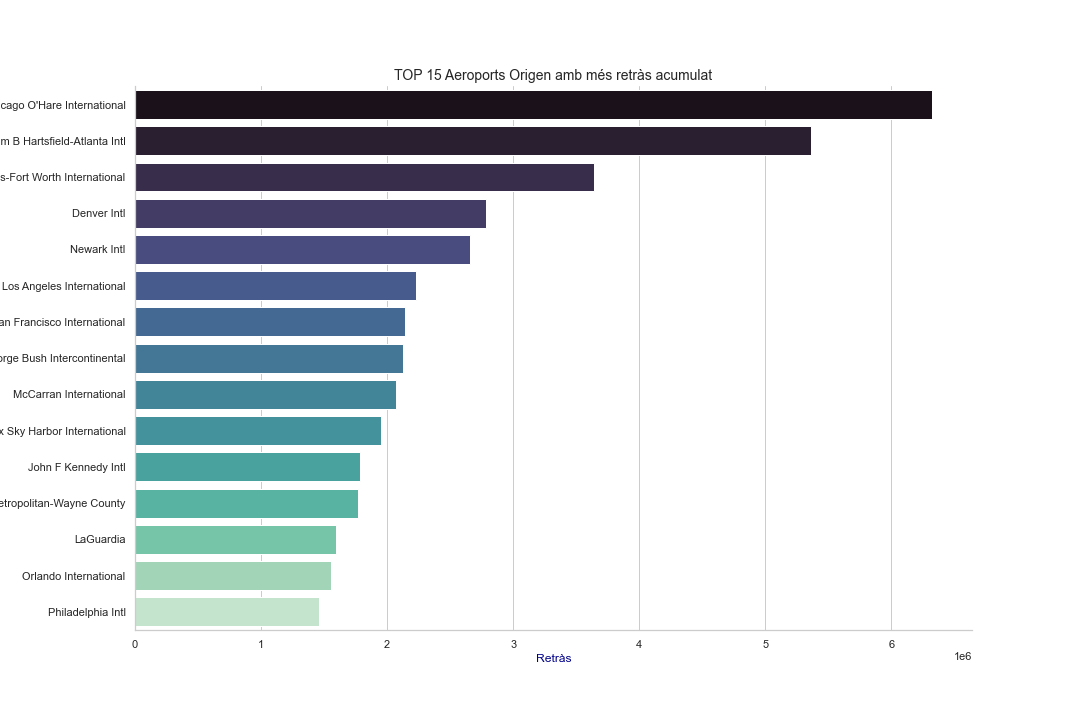 TOP 15 Aeroports Origen amb més retràs acumulat
cago O'Hare International
m B Hartsfield-Atlanta Intl
s-Fort Worth International
Denver Intl
Newark Intl
Los Angeles International
an Francisco International
orge Bush Intercontinental
McCarran International
x Sky Harbor International
John F Kennedy Intl
etropolitan-Wayne County
LaGuardia
Orlando International
Philadelphia Intl
0 1 2 3 4 5 6
Retràs
1e6